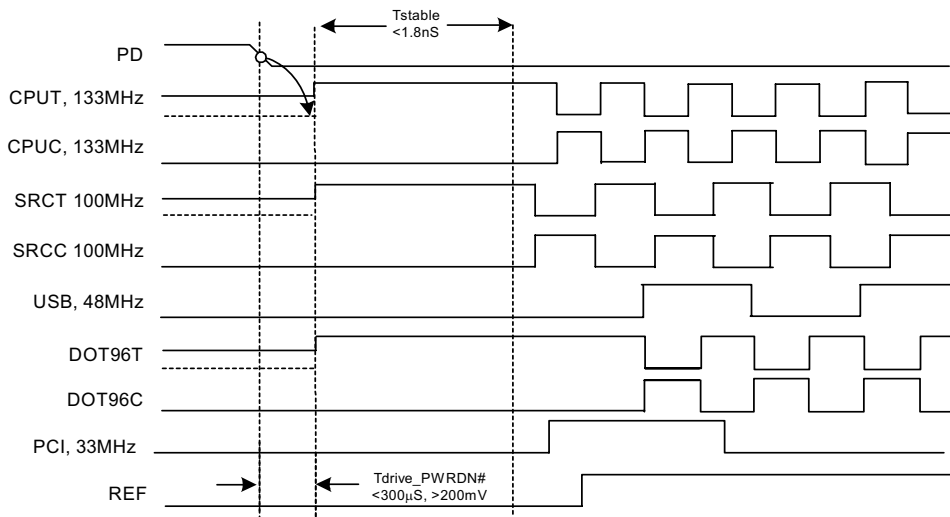 Tstable
<1.8nS
PD
CPUT, 133MHz
CPUC, 133MHz
SRCT 100MHz
SRCC 100MHz
USB, 48MHz
DOT96T
DOT96C
PCI, 33MHz
Tdrive_PWRDN#
<300µS, >200mV
REF